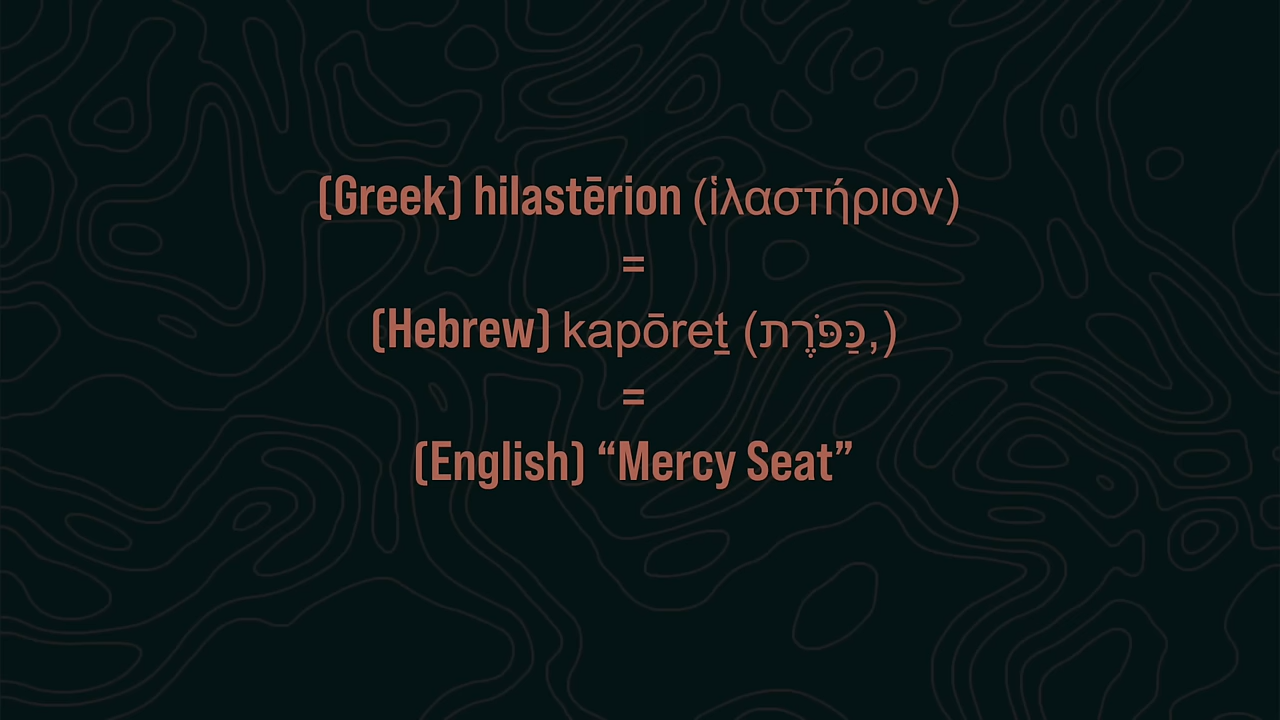 (Greek) hilastērion (ἱλαστήριον)
=
(Hebrew) kapōreṯ (כַּפֹּרֶת,)
=
(English) “Mercy Seat”